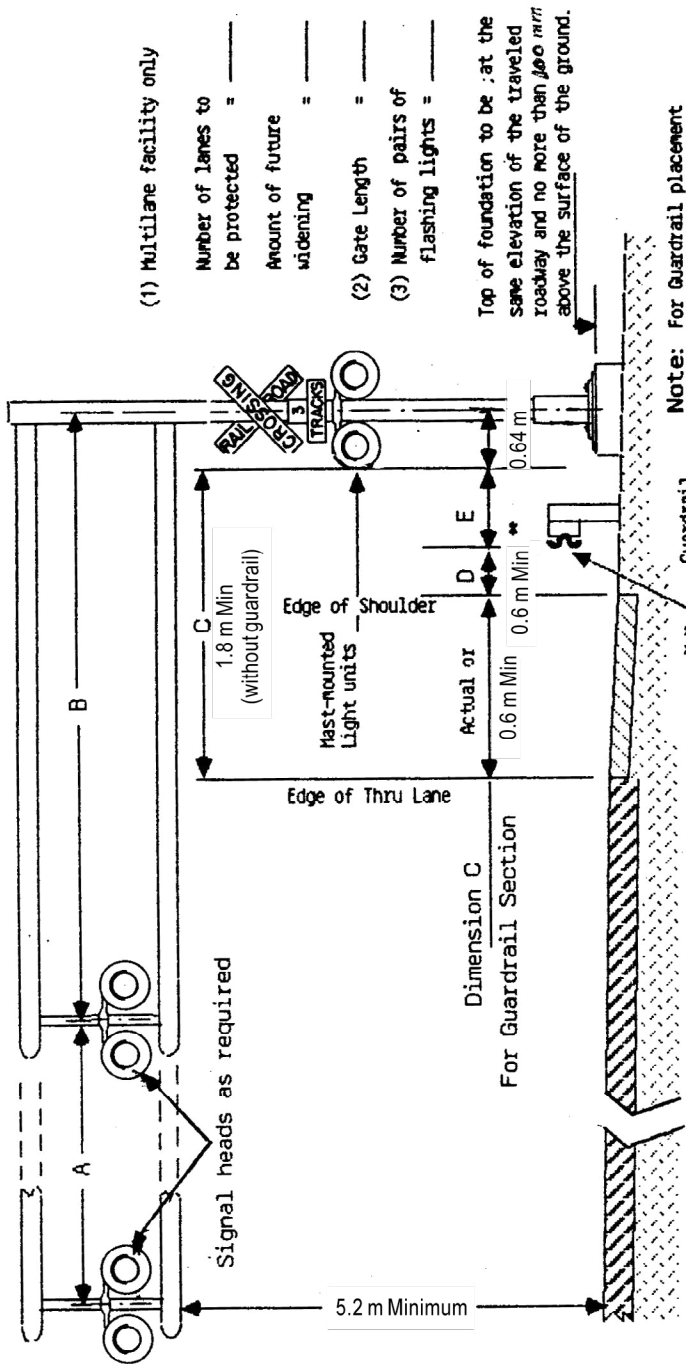 (1) Multilane facility only
Number of lanes to
be protected =
Amount of future
widening =
(2) Gate Length =
(3) Number of pairs of
flashing lights =
Top of foundation to be at the
same elevation of the traveled
roadway and no more than 100 mm
above the surface of the ground.
B
A
C
1.8 m Min
(without guardrail)
RAIL ROAD
CROSSING
3
TRACKS
Signal heads as required
Edge of Shoulder
Mast-mounted
Light units
Edge of Thru Lane
Dimension C
For Guardrail Section
Actual or
0.6 m Min
D
0.6 m Min
E
**
0.64 m
5.2 m Minimum
Guardrail
Note: For Guardrail placement